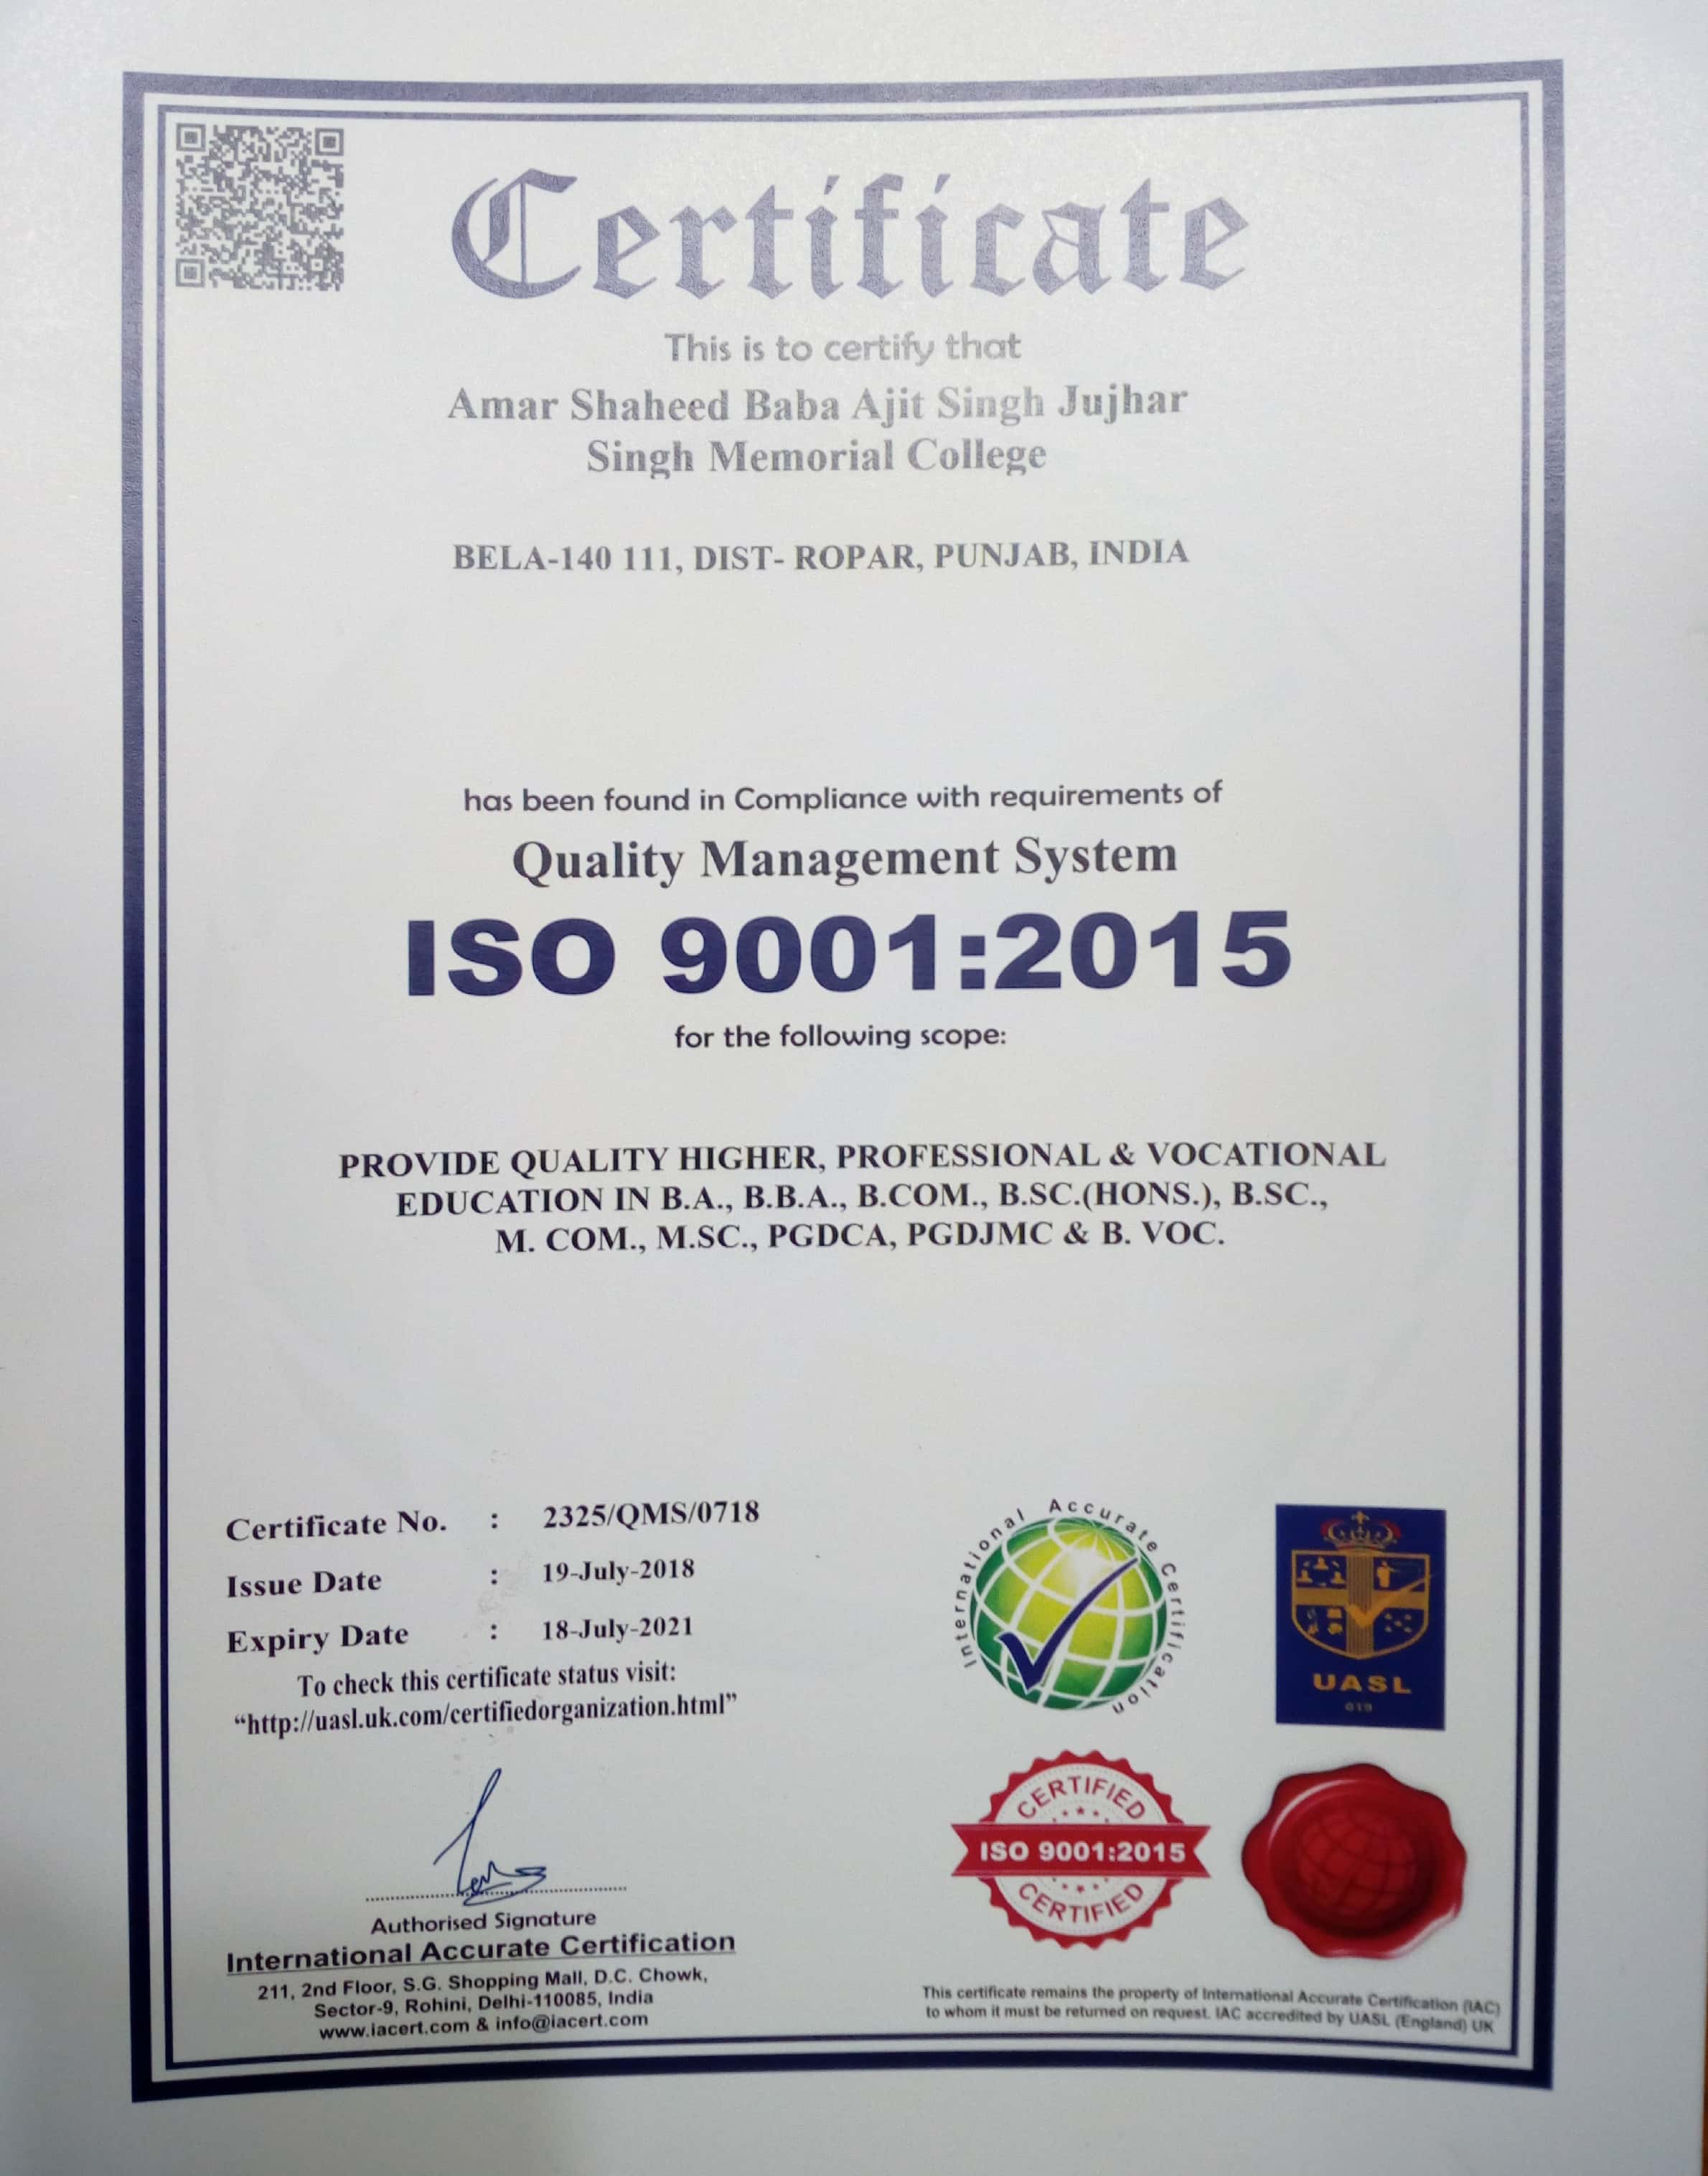 Certificate
This is to certify that
Amar Shaheed Baba Ajit Singh Jujhar
Singh Memorial College
BELA-140 111, DIST- ROPAR, PUNJAB, INDIA
has been found in Compliance with requirements of
Quality Management System
ISO 9001:2015
for the following scope:
PROVIDE QUALITY HIGHER, PROFESSIONAL & VOCATIONAL
EDUCATION IN B.A., B.B.A., B.COM., B.SC.(HONS.), B.SC.,
M. COM., M.SC., PGDCA, PGDJMC & B. VOC.
Certificate No. : 2325/QMS/0718
Issue Date : 19-July-2018
Expiry Date : 18-July-2021
To check this certificate status visit:
“http://uasl.uk.com/certifiedorganization.html”
Authorised Signature
International Accurate Certification
211, 2nd Floor, S.G. Shopping Mall, D.C. Chowk,
Sector-9, Rohini, Delhi-110085, India
www.iacert.com & info@iacert.com
International Accurate Certification
UASL
019
CERTIFIED
ISO 9001:2015
CERTIFIED
This certificate remains the property of International Accurate Certification (IAC)
to whom it must be returned on request. IAC accredited by UASL (England) UK